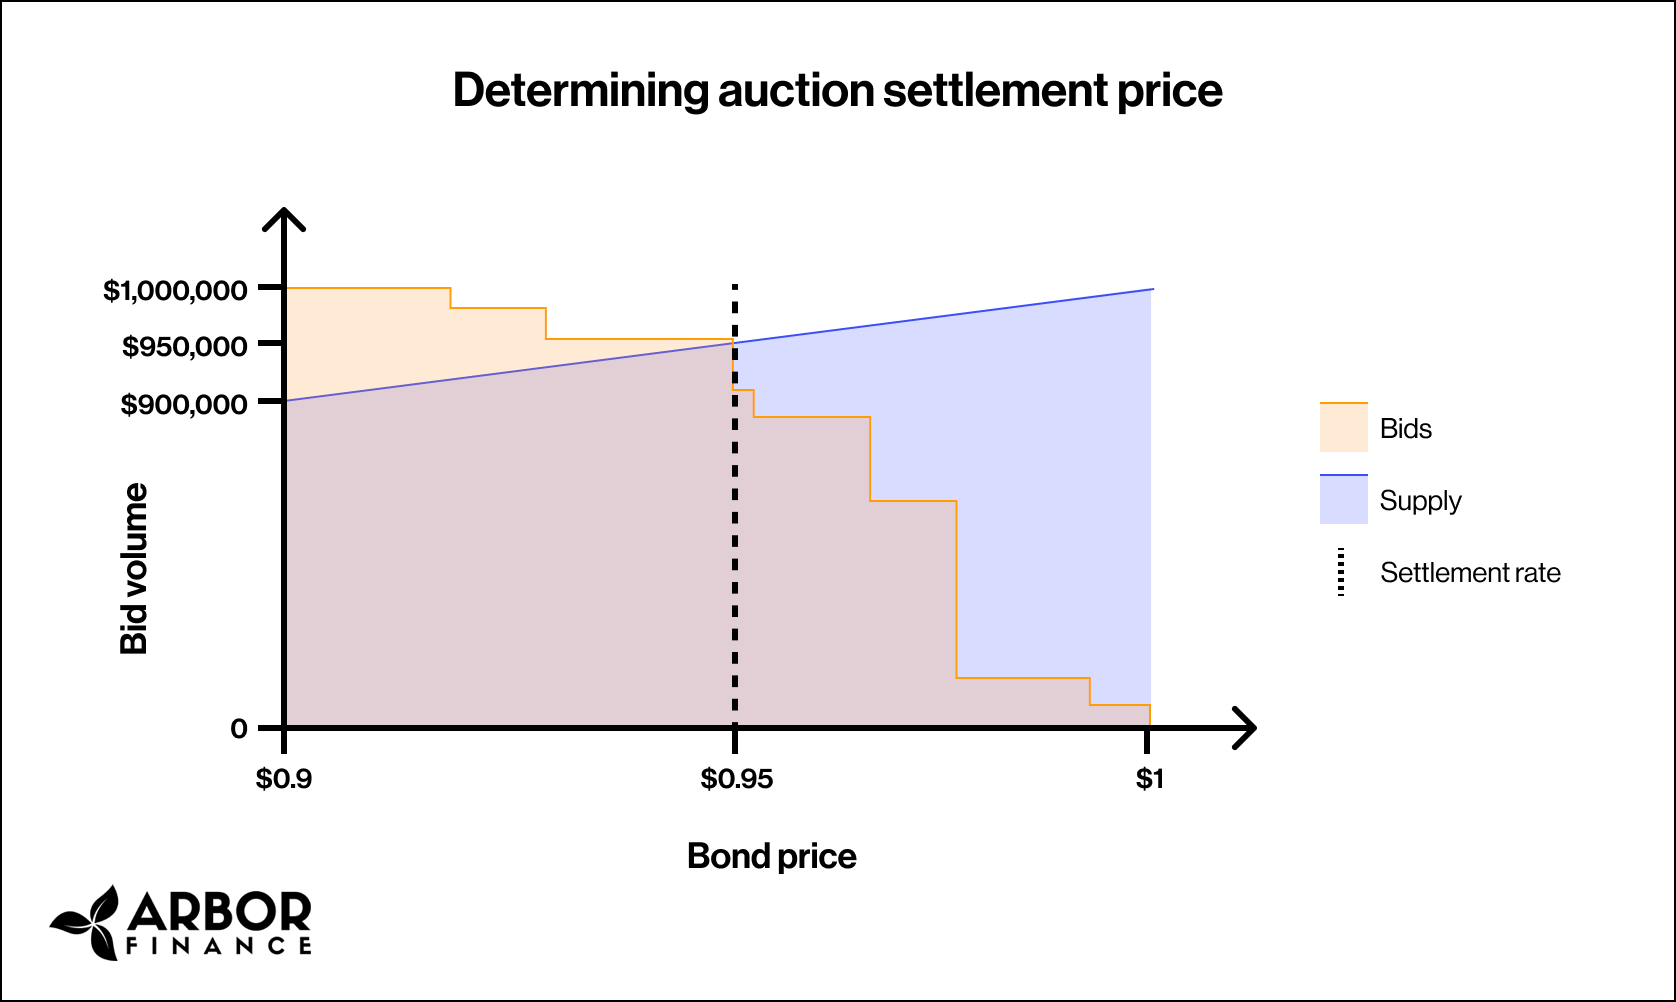 Determining auction settlement price
$1,000,000
$950,000
$900,000
0
Bid volume
$0.9
$0.95
$1
Bond price
Bids
Supply
Settlement rate
ARBOR
FINANCE